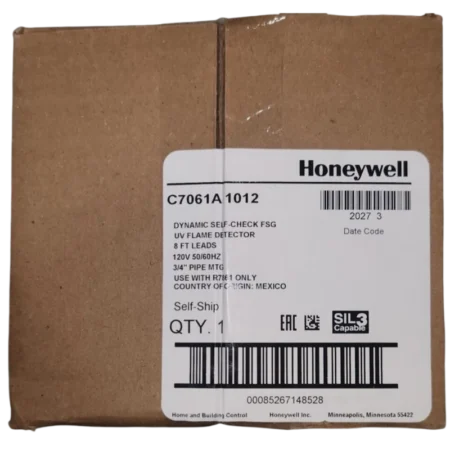 Honeywell
C7061A 1012
2027 3
Date Code
DYNAMIC SELF-CHECK FSG
UV FLAME DETECTOR
8 FT LEADS
120V 50/60HZ
3/4" PIPE MTG
USE WITH R7861 ONLY
COUNTRY OF ORIGIN: MEXICO
Self-Ship
QTY. 1
EAC
SIL 3
Capable
00085267148528
Home and Building Control Honeywell Inc. Minneapolis, Minnesota 55422